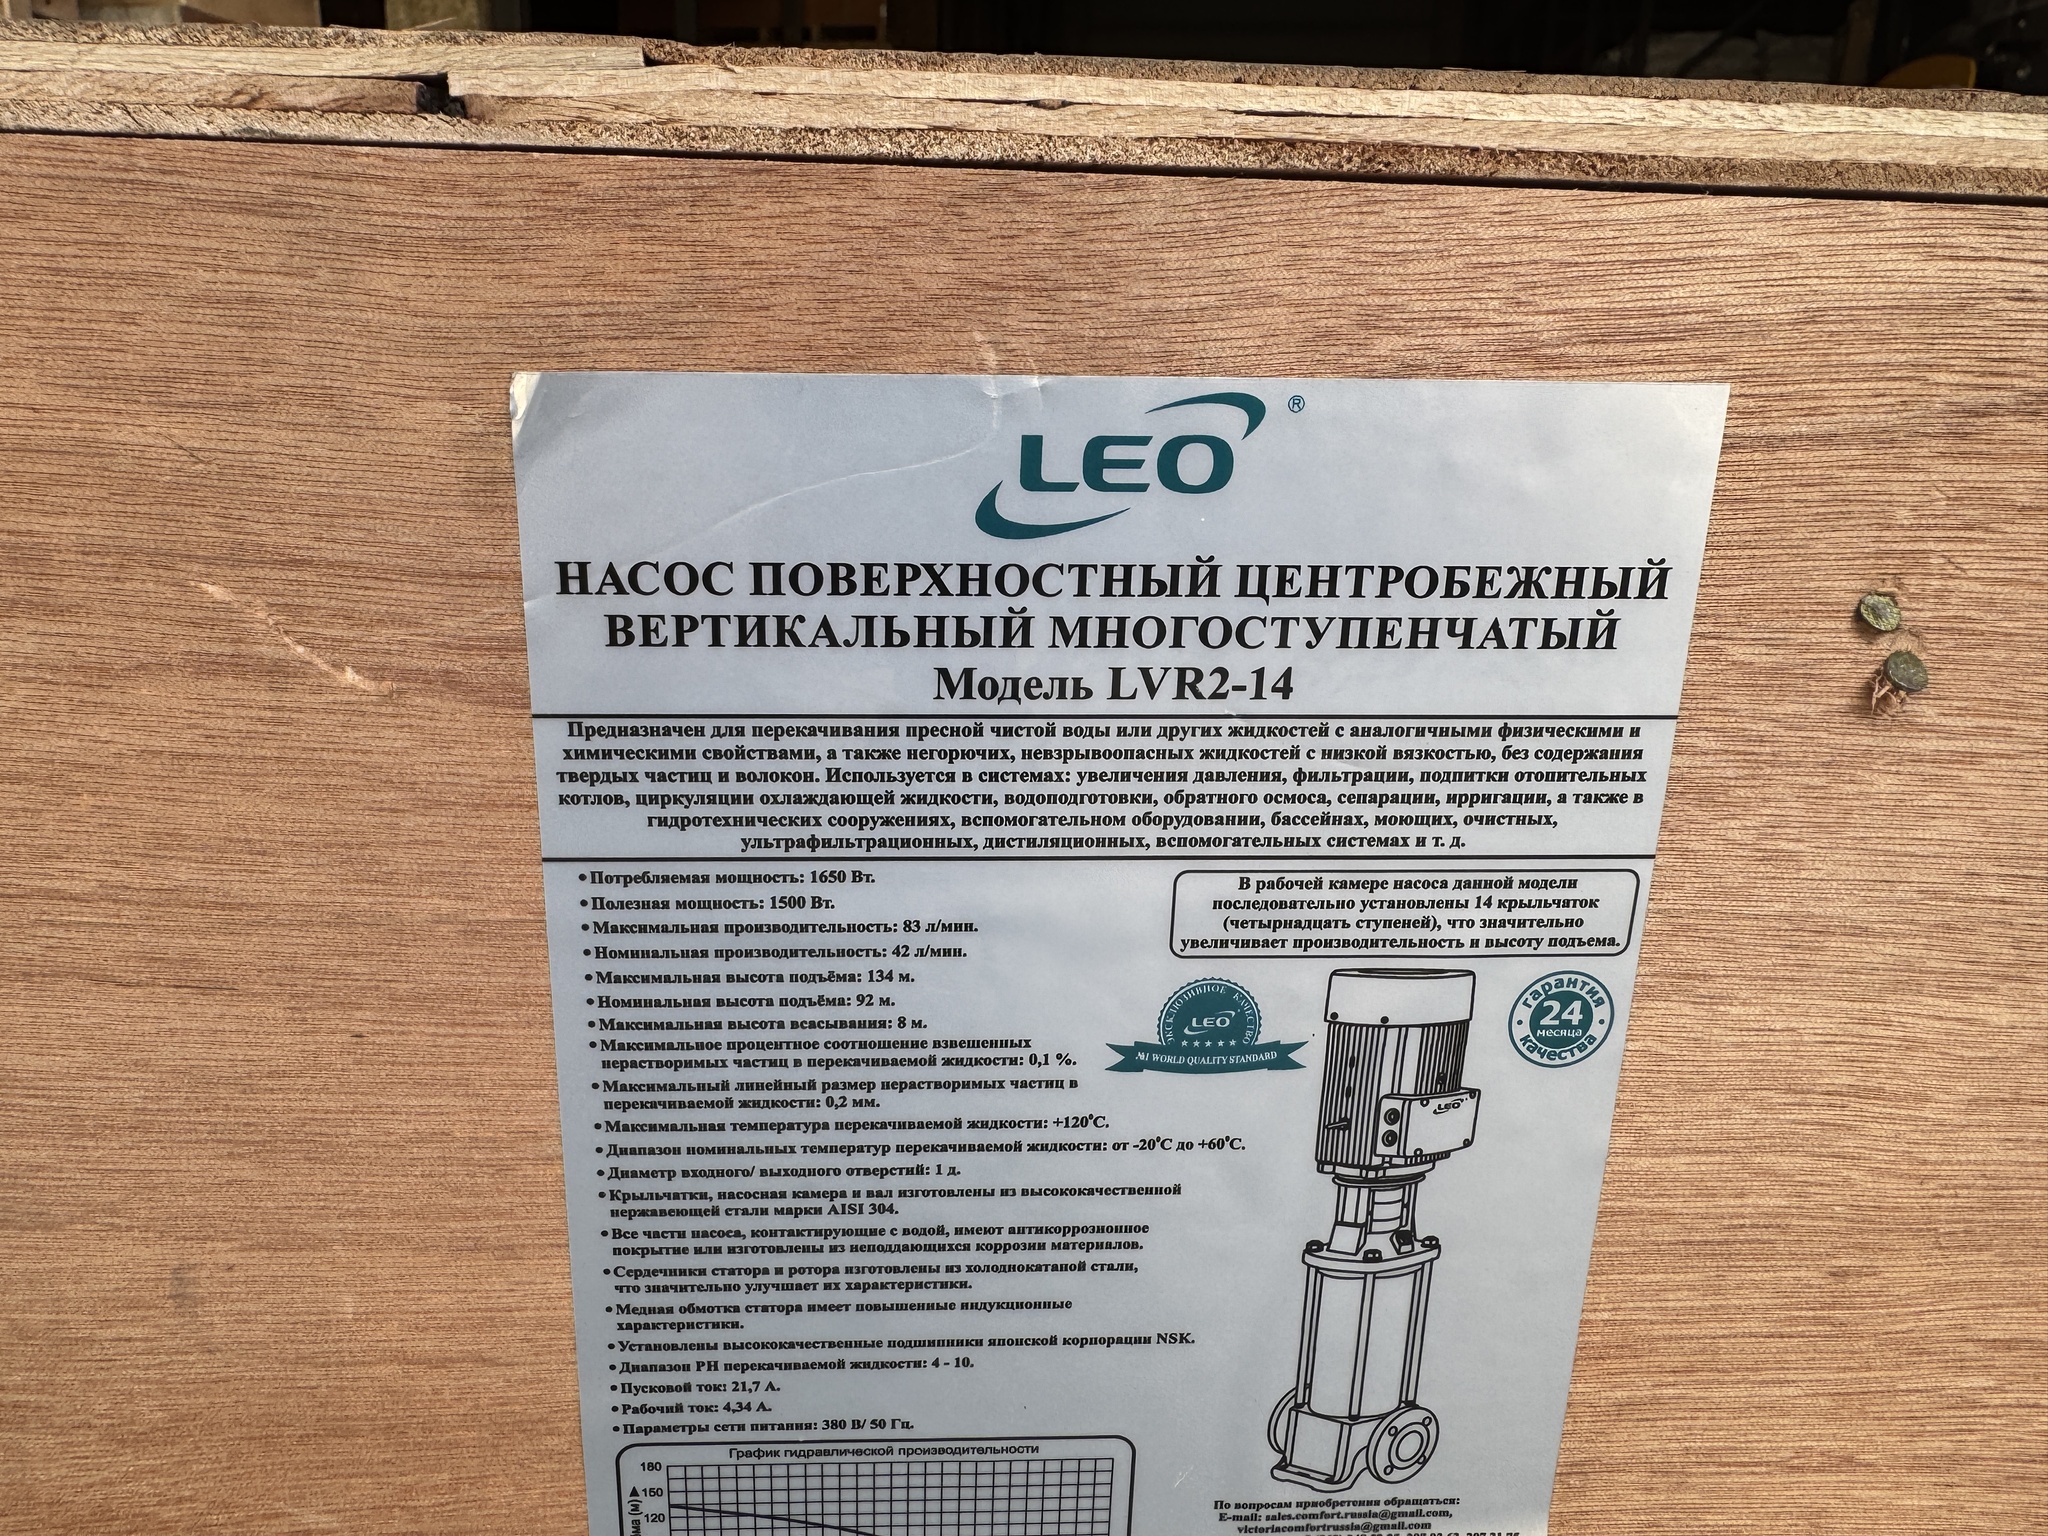 LEO ®
НАСОС ПОВЕРХНОСТНЫЙ ЦЕНТРОБЕЖНЫЙ
ВЕРТИКАЛЬНЫЙ МНОГОСТУПЕНЧАТЫЙ
Модель LVR2-14
Предназначен для перекачивания пресной чистой воды или других жидкостей с аналогичными физическими и
химическими свойствами, а также негорючих, невзрывоопасных жидкостей с низкой вязкостью, без содержания
твердых частиц и волокон. Используется в системах: увеличения давления, фильтрации, подпитки отопительных
котлов, циркуляции охлаждающей жидкости, водоподготовки, обратного осмоса, сепарации, ирригации, а также в
гидротехнических сооружениях, вспомогательном оборудовании, бассейнах, моющих, очистных,
ультрафильтрационных, дистиляционных, вспомогательных системах и т. д.
• Потребляемая мощность: 1650 Вт.
• Полезная мощность: 1500 Вт.
• Максимальная производительность: 83 л/мин.
• Номинальная производительность: 42 л/мин.
• Максимальная высота подъёма: 134 м.
• Номинальная высота подъёма: 92 м.
• Максимальная высота всасывания: 8 м.
• Максимальное процентное соотношение взвешенных
нерастворимых частиц в перекачиваемой жидкости: 0,1 %.
• Максимальный линейный размер нерастворимых частиц в
перекачиваемой жидкости: 0,2 мм.
• Максимальная температура перекачиваемой жидкости: +120°С.
• Диапазон номинальных температур перекачиваемой жидкости: от -20°С до +60°С.
• Диаметр входного/ выходного отверстий: 1 д.
• Крыльчатки, насосная камера и вал изготовлены из высококачественной
нержавеющей стали марки AISI 304.
• Все части насоса, контактирующие с водой, имеют антикоррозионное
покрытие или изготовлены из неподдающихся коррозии материалов.
• Сердечники статора и ротора изготовлены из холоднокатаной стали,
что значительно улучшает их характеристики.
• Медная обмотка статора имеет повышенные индукционные
характеристики.
• Установлены высококачественные подшипники японской корпорации NSK.
• Диапазон РН перекачиваемой жидкости: 4 - 10.
• Пусковой ток: 21,7 А.
• Рабочий ток: 4,34 А.
• Параметры сети питания: 380 В/ 50 Гц.
В рабочей камере насоса данной модели
последовательно установлены 14 крыльчаток
(четырнадцать ступеней), что значительно
увеличивает производительность и высоту подъема.
ЭКСКЛЮЗИВНОЕ КАЧЕСТВО
LEO
№1 WORLD QUALITY STANDARD
гарантия
24
месяца
качества
LEO
График гидравлической производительности
180
150
120
(м)
По вопросам приобретения обращаться:
E-mail: sales.comfort.russia@gmail.com,
victoriacomfortrussia@gmail.com